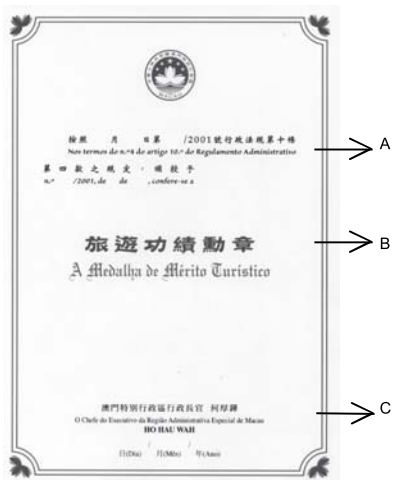 按照 月 日第 /2001號行政法規第十條
Nos termos do n.º4 do artigo 10.º do Regulamento Administrativo
第四款之規定，頒授予
n.º /2001, de de , confere-se a
旅遊功績勳章
A Medalha de Mérito Turístico
澳門特別行政區行政長官 何厚鏵
O Chefe do Executivo da Região Administrativa Especial de Macau
HO HAU WAH
/ /
日(Dia) 月(Mês) 年(Ano)
A
B
C